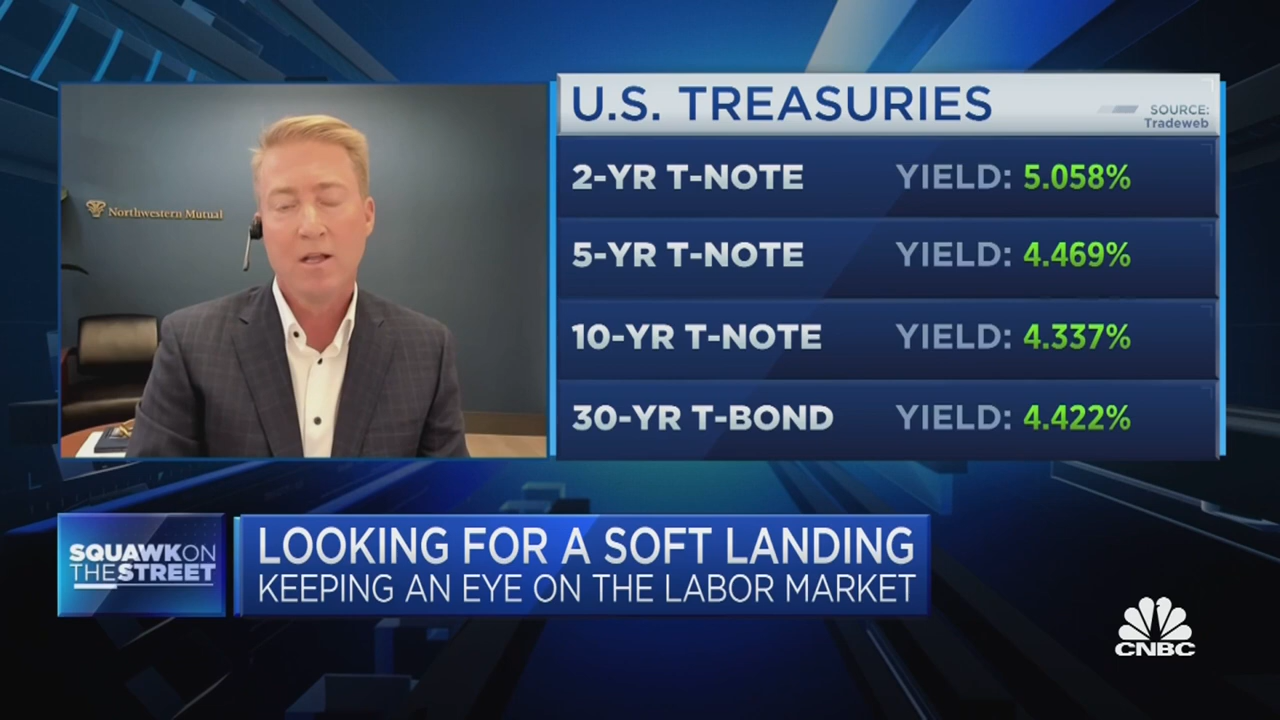 Northwestern Mutual
U.S. TREASURIES
SOURCE:
Tradeweb
2-YR T-NOTE YIELD: 5.058%
5-YR T-NOTE YIELD: 4.469%
10-YR T-NOTE YIELD: 4.337%
30-YR T-BOND YIELD: 4.422%
SQUAWK ON
THE STREET
LOOKING FOR A SOFT LANDING
KEEPING AN EYE ON THE LABOR MARKET
CNBC